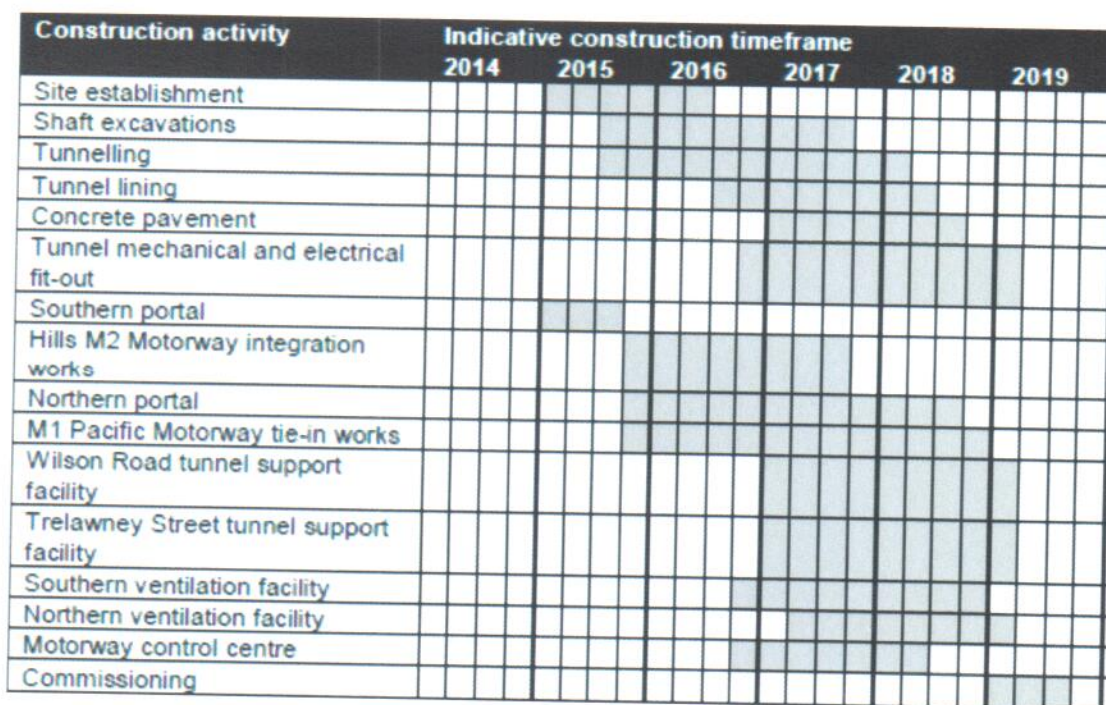 Construction activity Indicative construction timeframe
2014 2015 2016 2017 2018 2019
Site establishment
Shaft excavations
Tunnelling
Tunnel lining
Concrete pavement
Tunnel mechanical and electrical
fit-out
Southern portal
Hills M2 Motorway integration
works
Northern portal
M1 Pacific Motorway tie-in works
Wilson Road tunnel support
facility
Trelawney Street tunnel support
facility
Southern ventilation facility
Northern ventilation facility
Motorway control centre
Commissioning